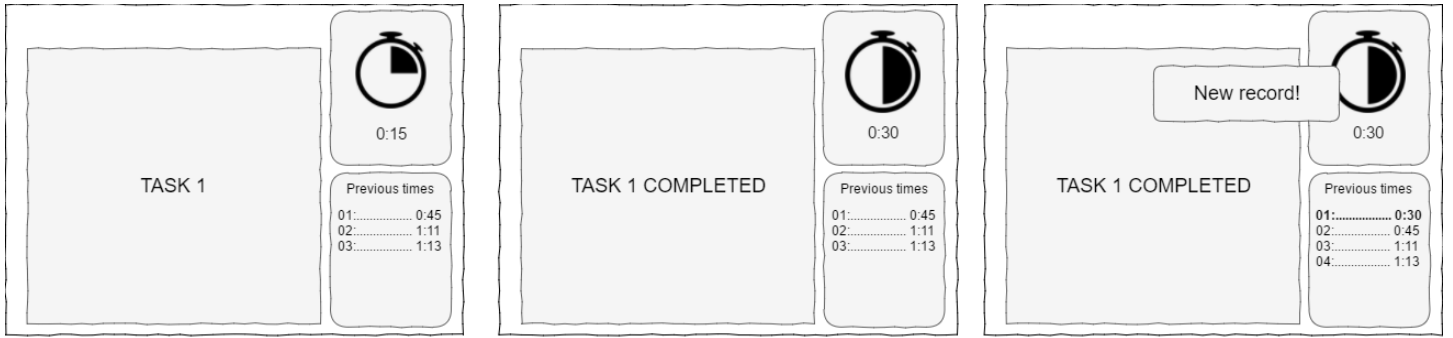 0:15
TASK 1
Previous times
01:................. 0:45
02:................. 1:11
03:................. 1:13
0:30
TASK 1 COMPLETED
Previous times
01:................. 0:45
02:................. 1:11
03:................. 1:13
New record!
0:30
TASK 1 COMPLETED
Previous times
01:................. 0:30
02:................. 0:45
03:................. 1:11
04:................. 1:13